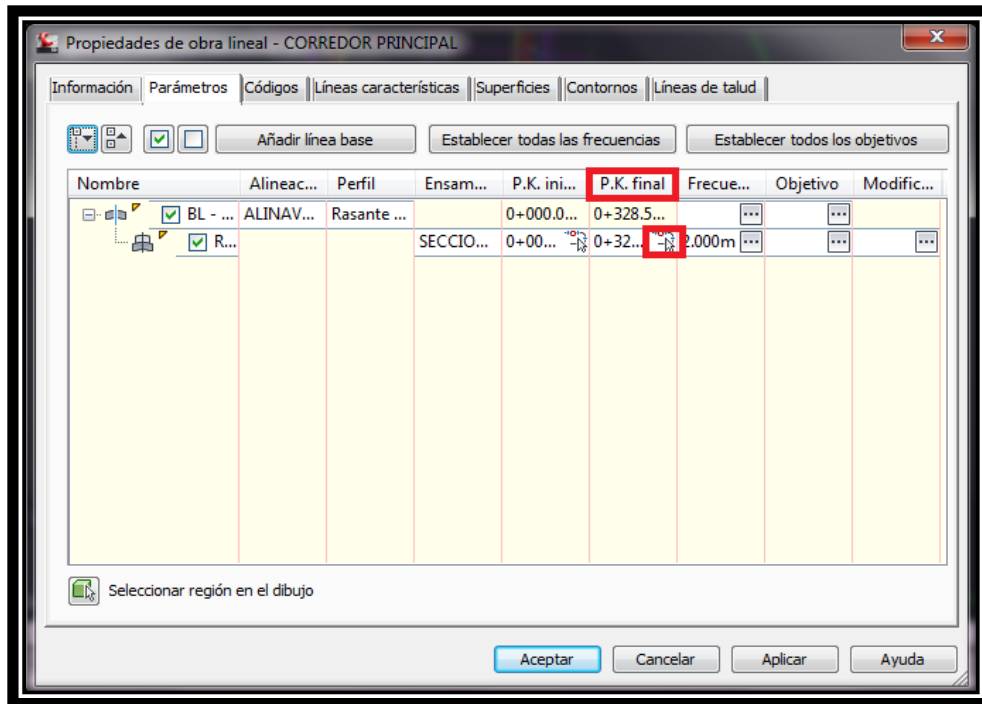 Propiedades de obra lineal - CORREDOR PRINCIPAL
Información Parámetros Códigos Líneas características Superficies Contornos Líneas de talud
Añadir línea base Establecer todas las frecuencias Establecer todos los objetivos
Nombre Alineac... Perfil Ensam... P.K. ini... P.K. final Frecue... Objetivo Modific...
BL - ... ALINAV... Rasante ... 0+000.0... 0+328.5... ... ...
R... SECCIO... 0+00... 0+32... 2.000m ... ... ...
Seleccionar región en el dibujo
Aceptar Cancelar Aplicar Ayuda